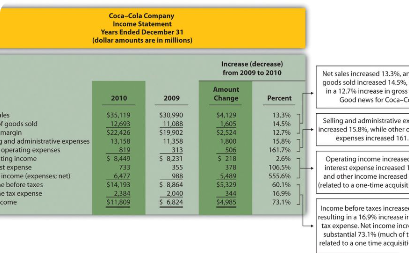 Coca-Cola Company
Income Statement
Years Ended December 31
(dollar amounts are in millions)
Increase (decrease)
from 2009 to 2010
2010 2009 Amount Change Percent
ales $35,119 $30,990 $4,129 13.3%
f goods sold 12,693 11,088 1,605 14.5%
margin $22,426 $19,902 $2,524 12.7%
g and administrative expenses 13,158 11,358 1,800 15.8%
operating expenses 819 313 506 161.7%
ting income $ 8,449 $ 8,231 $ 218 2.6%
st expense 733 355 378 106.5%
income (expenses; net) 6,477 988 5,489 555.6%
e before taxes $14,193 $ 8,864 $5,329 60.1%
e tax expense 2,384 2,040 344 16.9%
come $11,809 $ 6,824 $4,985 73.1%
Net sales increased 13.3%, an
goods sold increased 14.5%,
in a 12.7% increase in gross
Good news for Coca-C
Selling and administrative ex
increased 15.8%, while other o
expenses increased 161.
Operating income increased
interest expense increased 1
and other income increased
(related to a one-time acquisiti
Income before taxes increased
resulting in a 16.9% increase in
tax expense. Net income incre
substantial 73.1% (much of t
related to a one time acquisitio